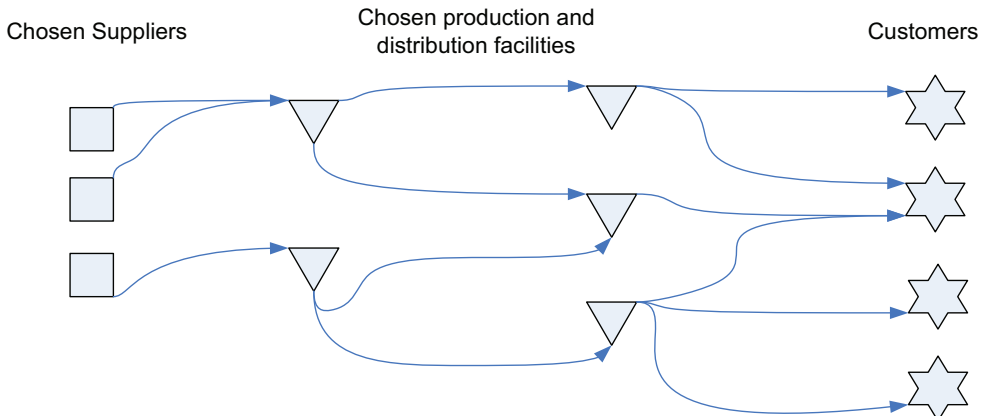 Chosen Suppliers
Chosen production and
distribution facilities
Customers